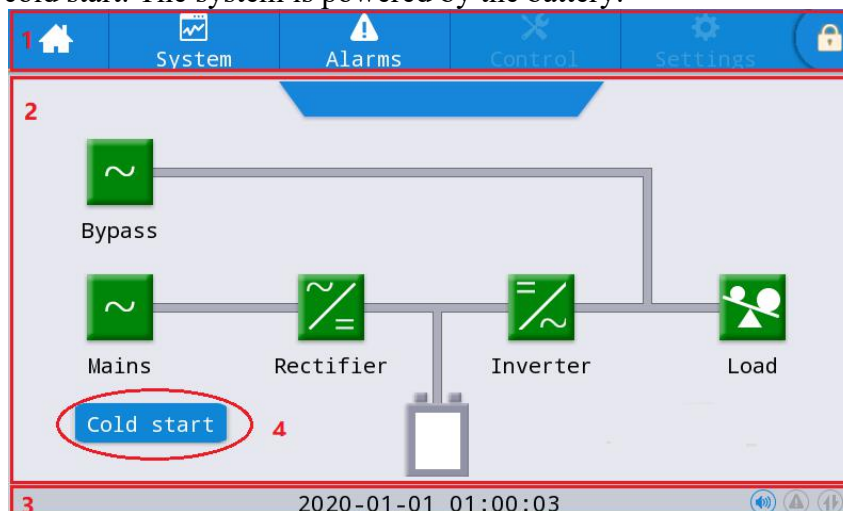 cold start. The system is powered by the battery.
1
System Alarms Control Settings
2
~
Bypass
~ ~ = = ~
Mains Rectifier Inverter Load
Cold start 4
3 2020-01-01 01:00:03